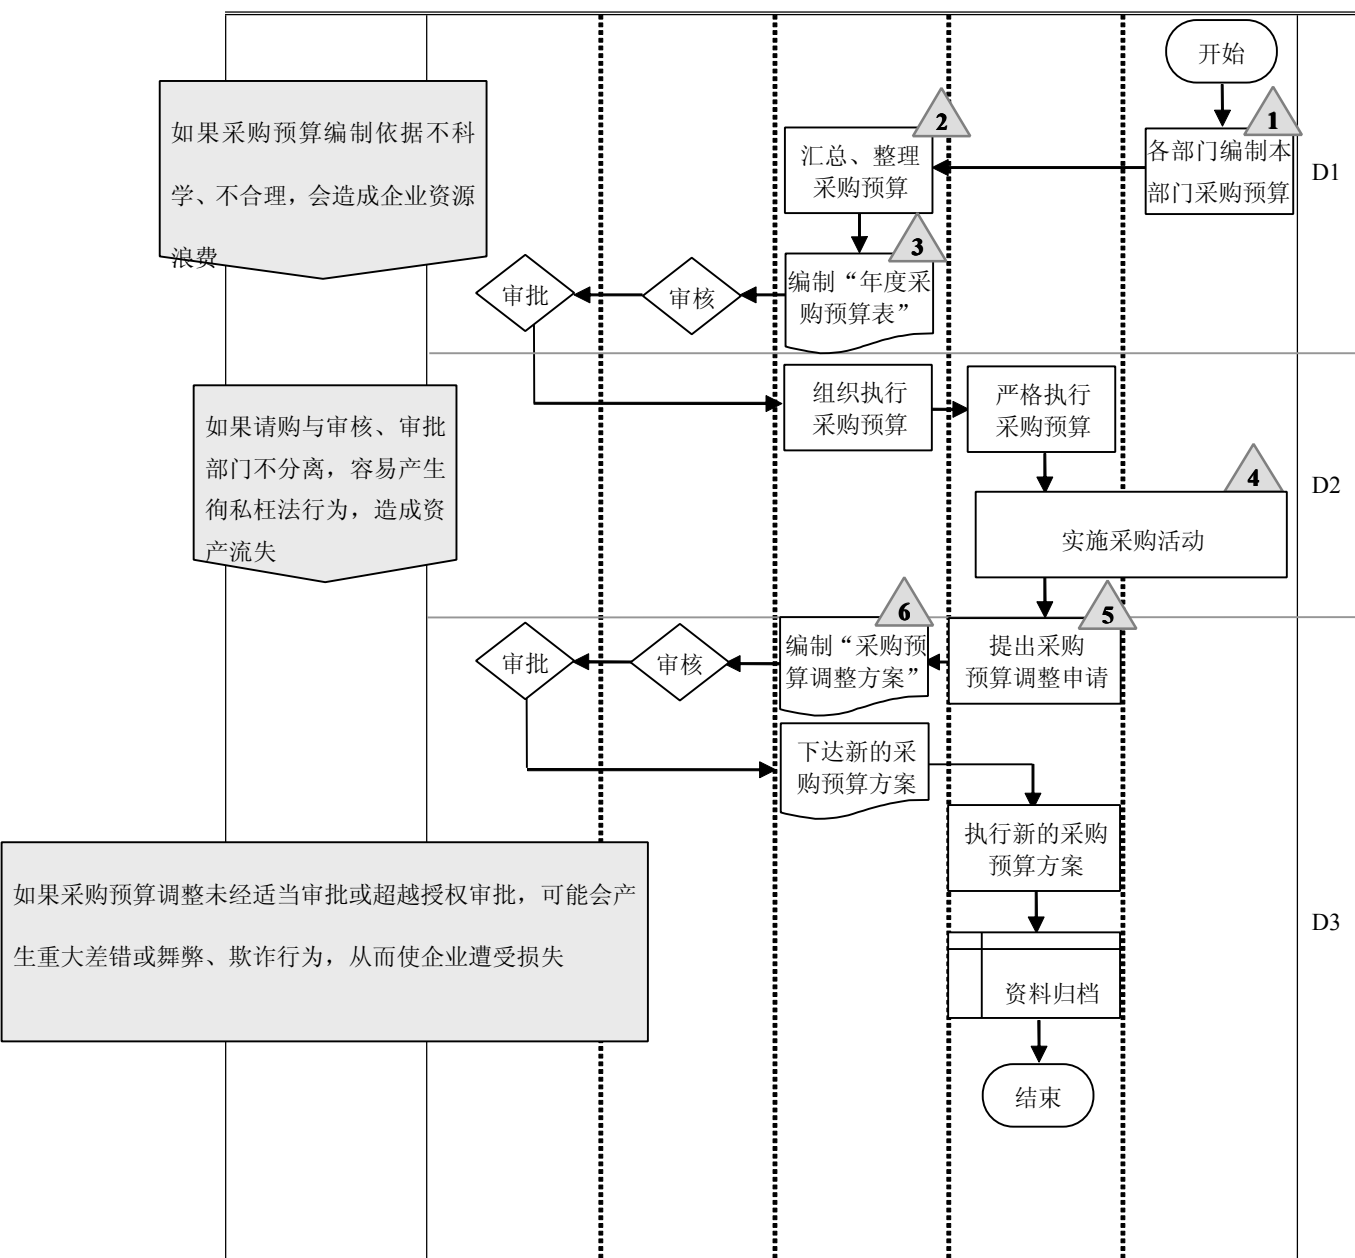 开始
1
2
如果采购预算编制依据不科
学、不合理，会造成企业资源
浪费
汇总、整理
采购预算
各部门编制本
部门采购预算
D1
3
审批
审核
编制“年度采
购预算表”
如果请购与审核、审批
部门不分离，容易产生
徇私枉法行为，造成资
产流失
组织执行
采购预算
严格执行
采购预算
4
D2
实施采购活动
6
5
审批
审核
编制“采购预
算调整方案”
提出采购
预算调整申请
下达新的采
购预算方案
执行新的采购
预算方案
如果采购预算调整未经适当审批或超越授权审批，可能会产
生重大差错或舞弊、欺诈行为，从而使企业遭受损失
D3
资料归档
结束